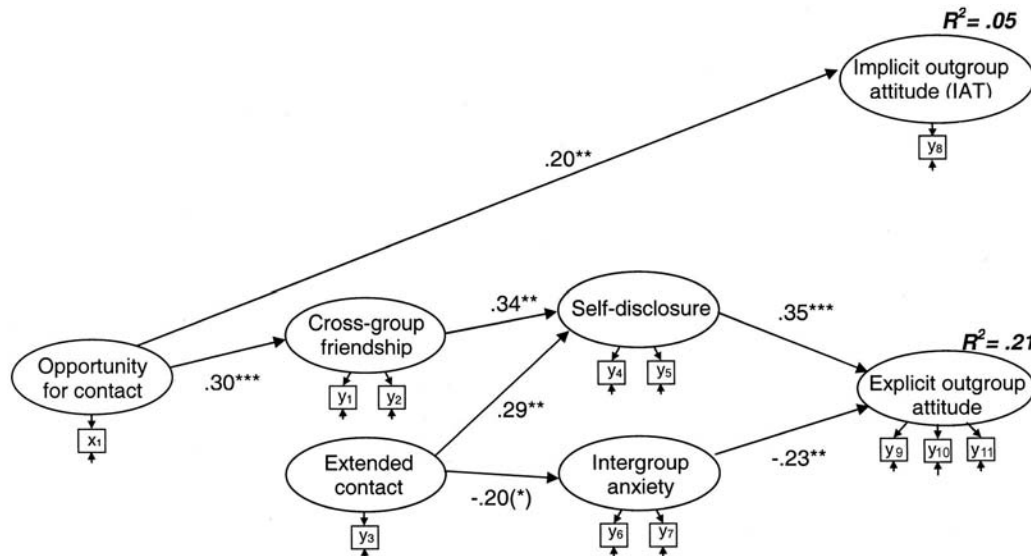 R² = .05
Implicit outgroup
attitude (IAT)
y₈
.20**
Cross-group
friendship
y₁
y₂
.34**
Self-disclosure
y₄
y₅
.35***
R² = .21
Opportunity
for contact
x₁
.30***
.29**
Explicit outgroup
attitude
y₉
y₁₀
y₁₁
Extended
contact
y₃
-.20(*)
Intergroup
anxiety
y₆
y₇
-.23**